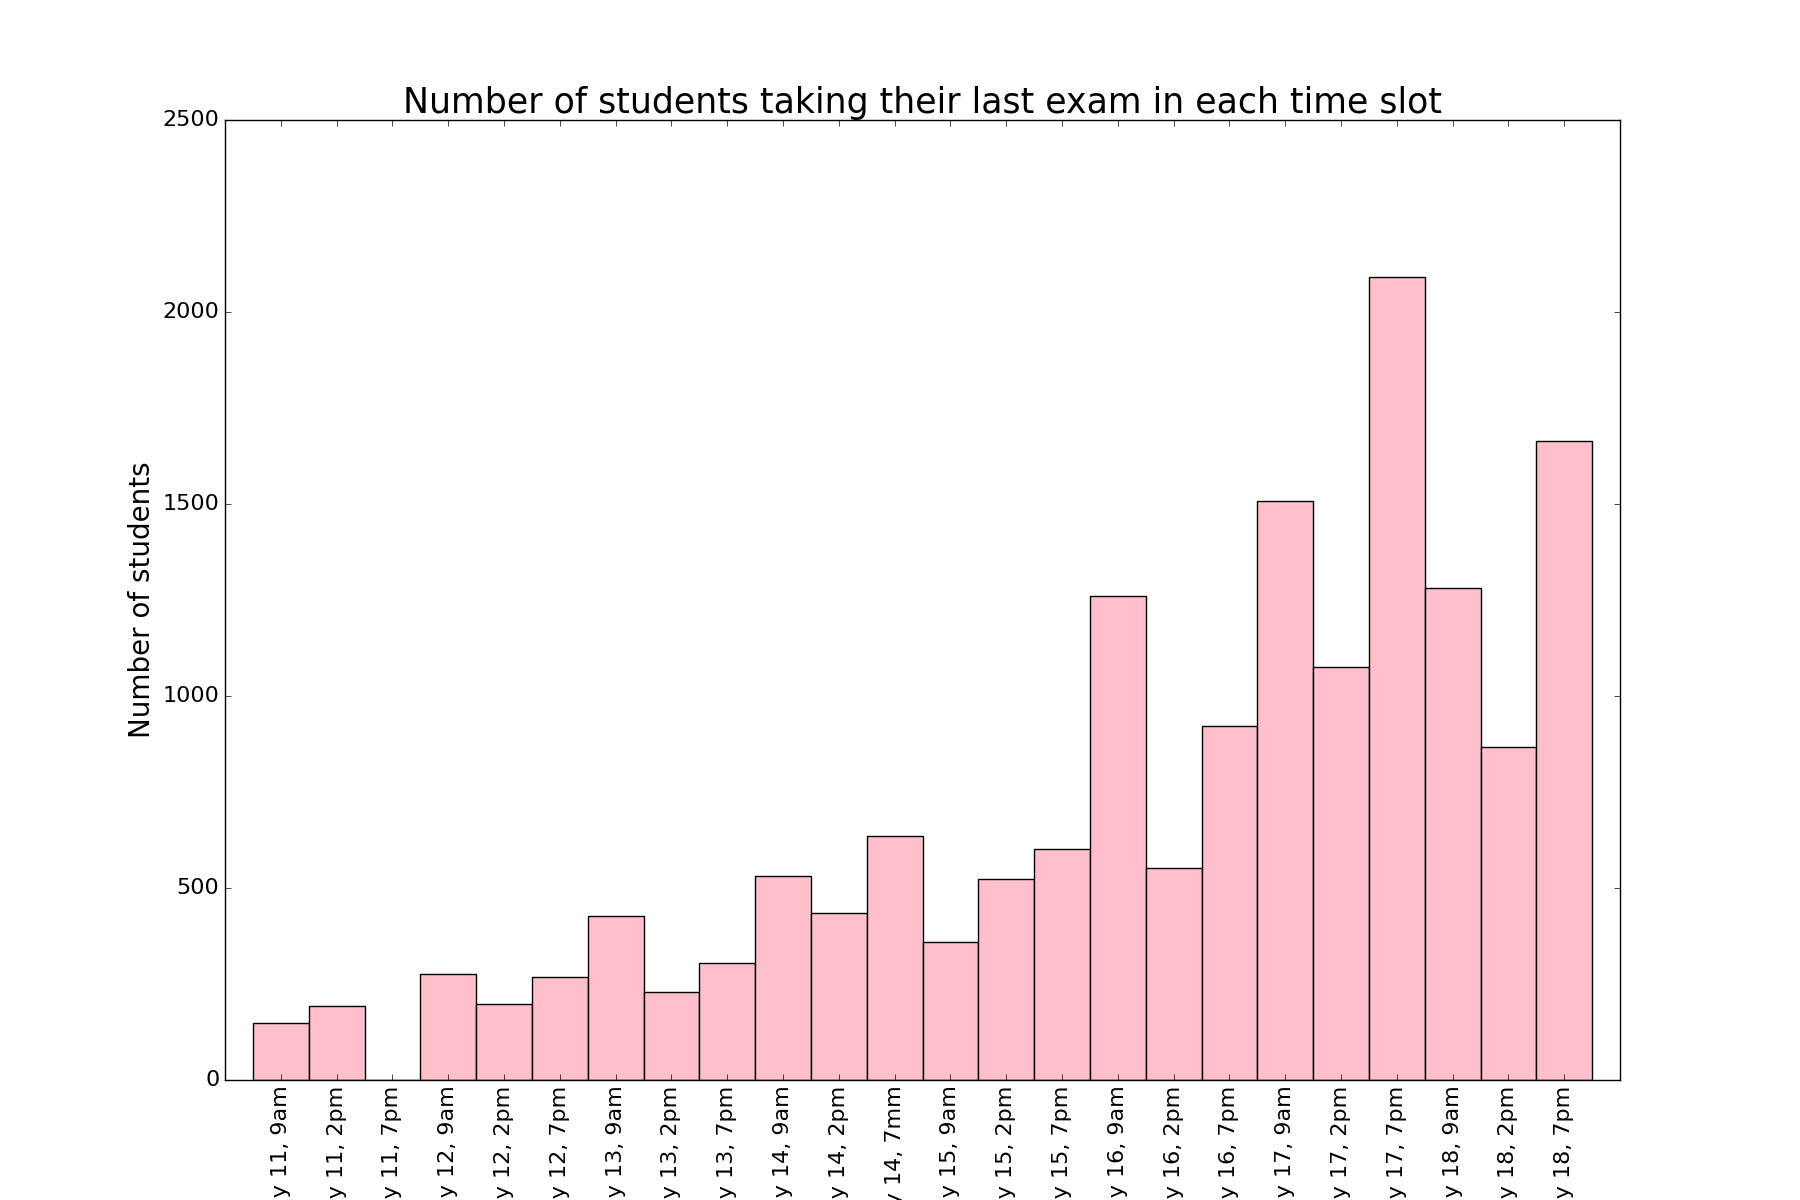 Number of students taking their last exam in each time slot
Number of students
2500
2000
1500
1000
500
0
y 11, 9am
y 11, 2pm
y 11, 7pm
y 12, 9am
y 12, 2pm
y 12, 7pm
y 13, 9am
y 13, 2pm
y 13, 7pm
y 14, 9am
y 14, 2pm
y 14, 7mm
y 15, 9am
y 15, 2pm
y 15, 7pm
y 16, 9am
y 16, 2pm
y 16, 7pm
y 17, 9am
y 17, 2pm
y 17, 7pm
y 18, 9am
y 18, 2pm
y 18, 7pm